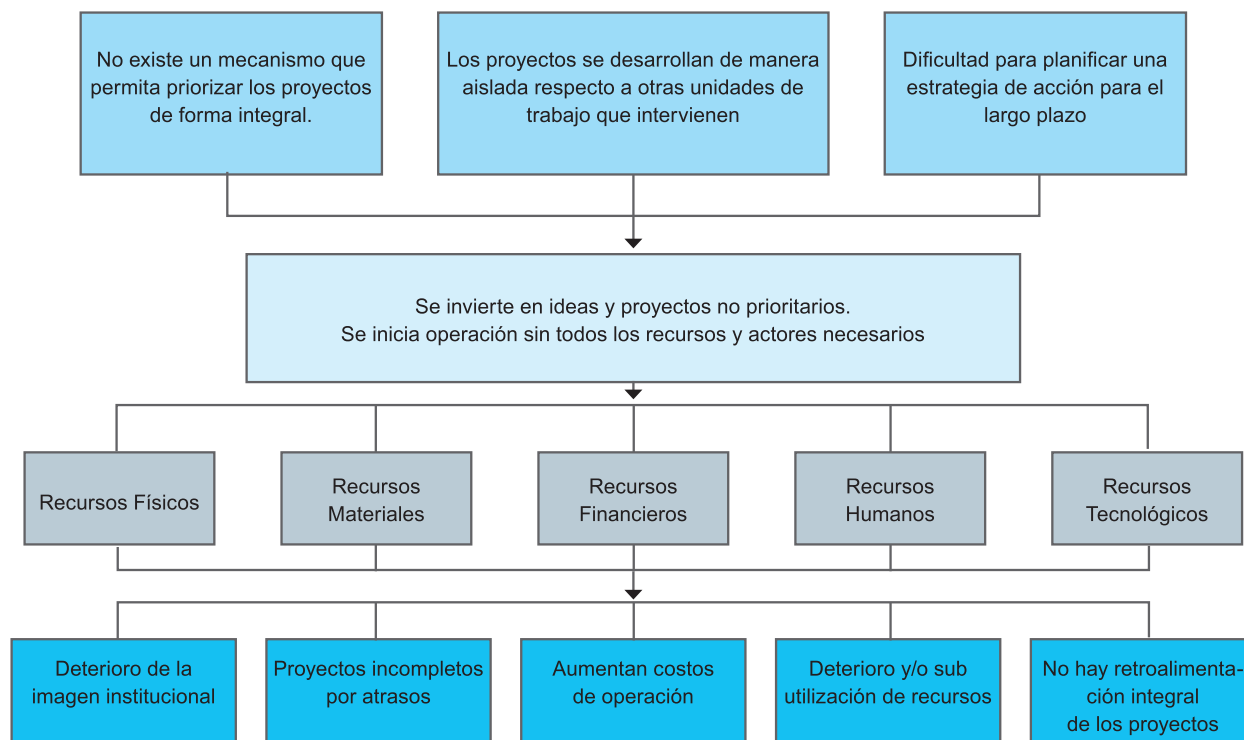 No existe un mecanismo que
permita priorizar los proyectos
de forma integral.
Los proyectos se desarrollan de manera
aislada respecto a otras unidades de
trabajo que intervienen
Dificultad para planificar una
estrategia de acción para el
largo plazo
Se invierte en ideas y proyectos no prioritarios.
Se inicia operación sin todos los recursos y actores necesarios
Recursos Físicos
Recursos
Materiales
Recursos
Financieros
Recursos
Humanos
Recursos
Tecnológicos
Deterioro de la
imagen institucional
Proyectos incompletos
por atrasos
Aumentan costos
de operación
Deterioro y/o sub
utilización de recursos
No hay retroalimenta-
ción integral
de los proyectos